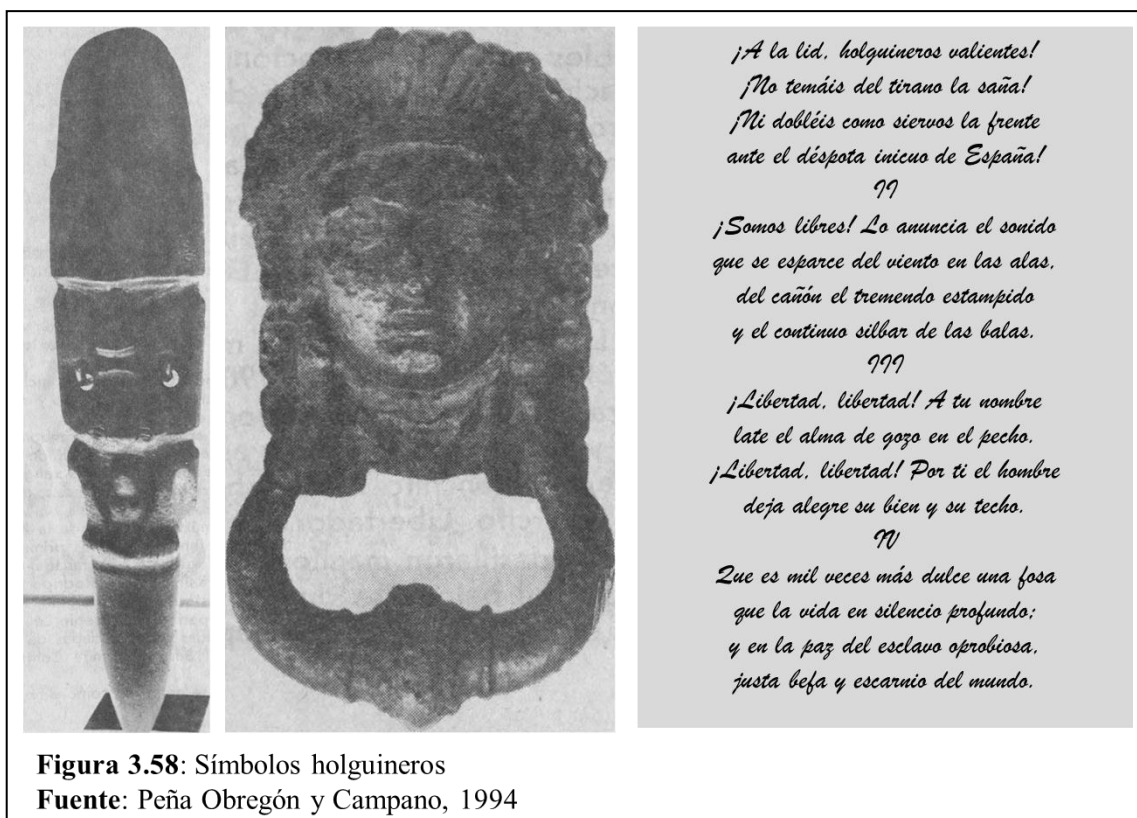 ¡A la lid, holguineros valientes!
¡No temáis del tirano la saña!
¡Ni dobléis como siervos la frente
ante el déspota inicuo de España!
II
¡Somos libres! Lo anuncia el sonido
que se esparce del viento en las alas,
del cañón el tremendo estampido
y el continuo silbar de las balas.
III
¡Libertad, libertad! A tu nombre
late el alma de gozo en el pecho.
¡Libertad, libertad! Por ti el hombre
deja alegre su bien y su techo.
IV
Que es mil veces más dulce una fosa
que la vida en silencio profundo;
y en la paz del esclavo oprobiosa,
justa befa y escarnio del mundo.
Figura 3.58: Símbolos holguineros
Fuente: Peña Obregón y Campano, 1994